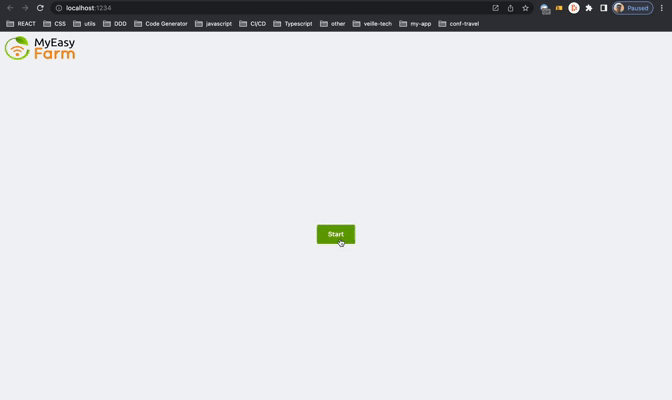 localhost:1234
Paused
REACT CSS utils DDD Code Generator javascript CI/CD Typescript other veille-tech my-app conf-travel
MyEasy
Farm
Start